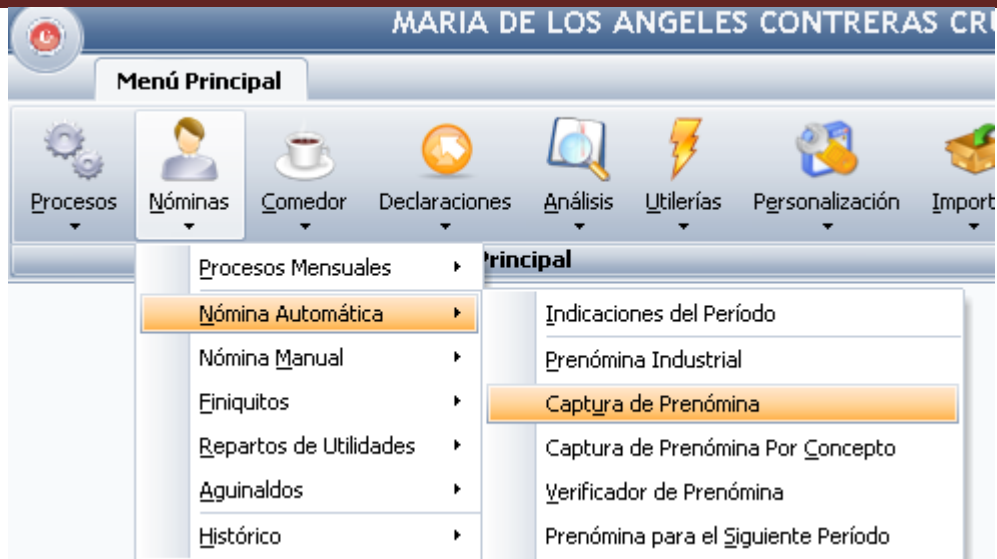 MARIA DE LOS ANGELES CONTRERAS
Menú Principal
Procesos Nóminas Comedor Declaraciones Análisis Utilerías Personalización
Principal
Procesos Mensuales
Nómina Automática
Nómina Manual
Finiquitos
Repartos de Utilidades
Aguinaldos
Histórico
Indicaciones del Período
Prenómina Industrial
Captura de Prenómina
Captura de Prenómina Por Concepto
Verificador de Prenómina
Prenómina para el Siguiente Período